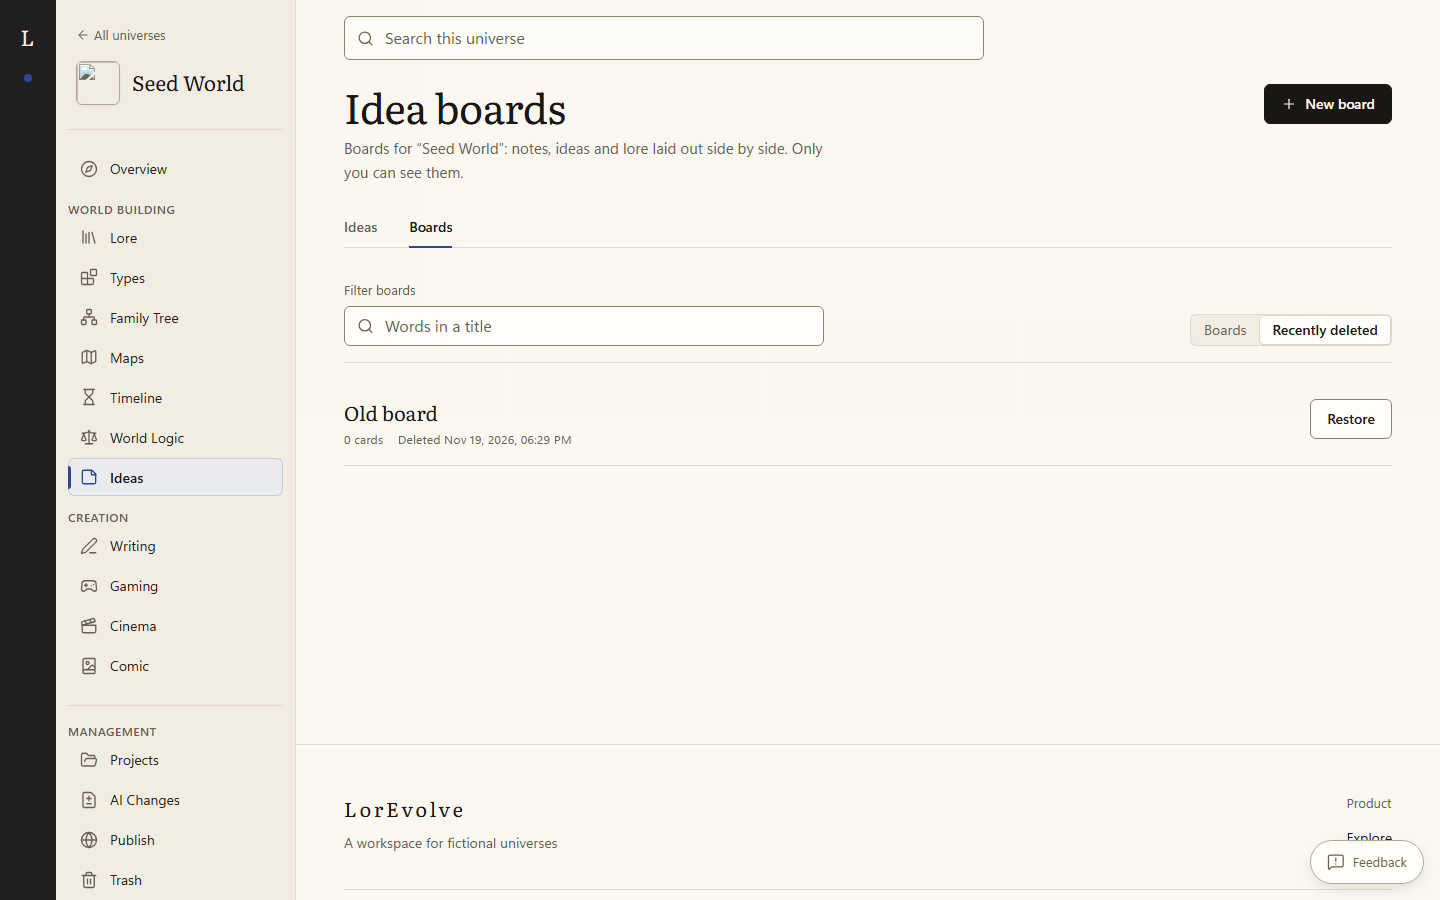 L
All universes
Seed World
Overview
WORLD BUILDING
Lore
Types
Family Tree
Maps
Timeline
World Logic
Ideas
CREATION
Writing
Gaming
Cinema
Comic
MANAGEMENT
Projects
AI Changes
Publish
Trash
Search this universe
Idea boards
New board
Boards for “Seed World”: notes, ideas and lore laid out side by side. Only
you can see them.
Ideas
Boards
Filter boards
Words in a title
Boards
Recently deleted
Old board
0 cards Deleted Nov 19, 2026, 06:29 PM
Restore
LorEvolve
A workspace for fictional universes
Product
Explore
Feedback